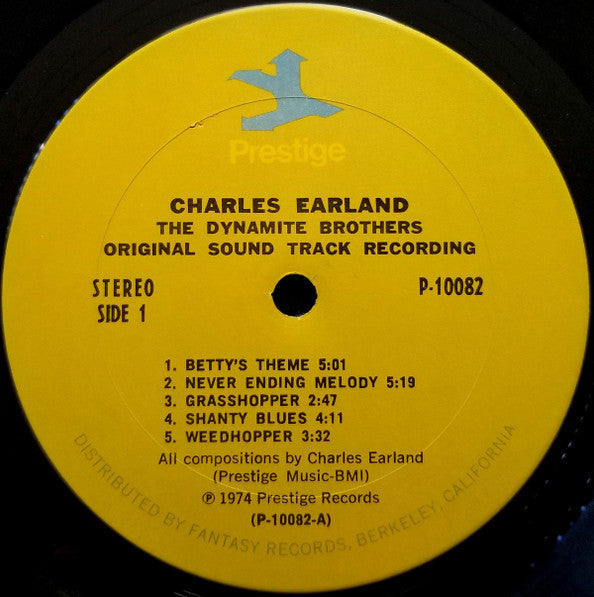 Prestige
CHARLES EARLAND
THE DYNAMITE BROTHERS
ORIGINAL SOUND TRACK RECORDING
STEREO
SIDE 1
P-10082
1. BETTY'S THEME 5:01
2. NEVER ENDING MELODY 5:19
3. GRASSHOPPER 2:47
4. SHANTY BLUES 4:11
5. WEEDHOPPER 3:32
All compositions by Charles Earland
(Prestige Music-BMI)
℗ 1974 Prestige Records
(P-10082-A)
DISTRIBUTED BY FANTASY RECORDS, BERKELEY, CALIFORNIA